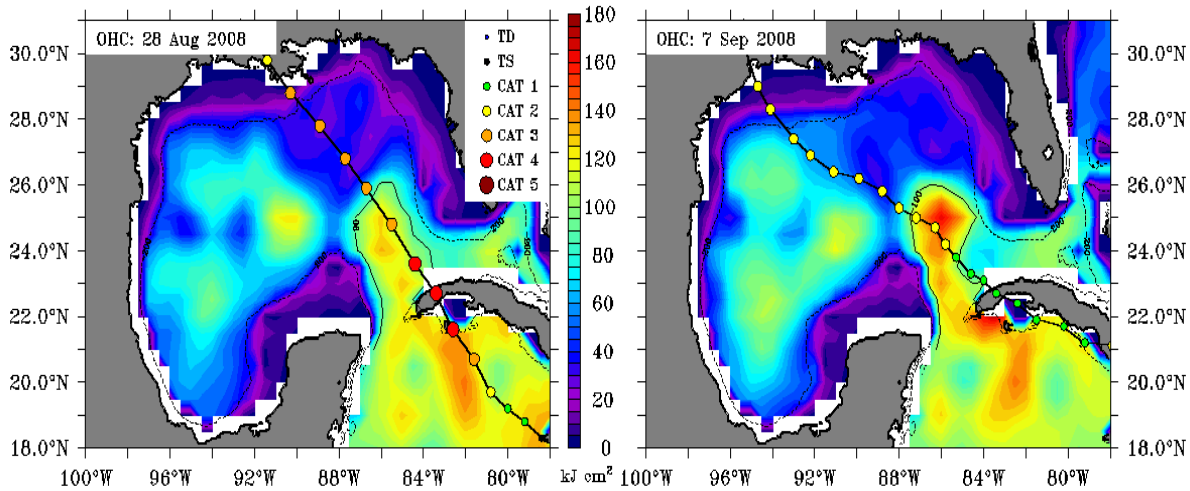 OHC: 28 Aug 2008
TD
TS
CAT 1
CAT 2
CAT 3
CAT 4
CAT 5
30.0°N
28.0°N
26.0°N
24.0°N
22.0°N
20.0°N
18.0°N
100°W
96°W
92°W
88°W
84°W
80°W
180
160
140
120
100
80
60
40
20
0
kJ cm²
OHC: 7 Sep 2008
100
30.0°N
28.0°N
26.0°N
24.0°N
22.0°N
20.0°N
18.0°N
100°W
96°W
92°W
88°W
84°W
80°W